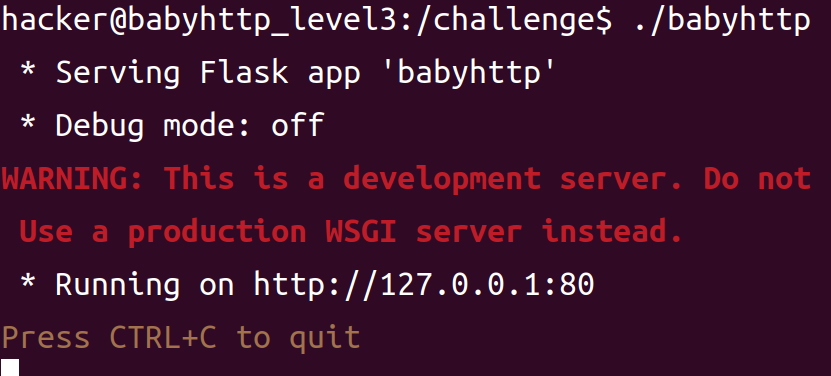 hacker@babyhttp_level3:/challenge$ ./babyhttp
 * Serving Flask app 'babyhttp'
 * Debug mode: off
WARNING: This is a development server. Do not
 Use a production WSGI server instead.
 * Running on http://127.0.0.1:80
Press CTRL+C to quit